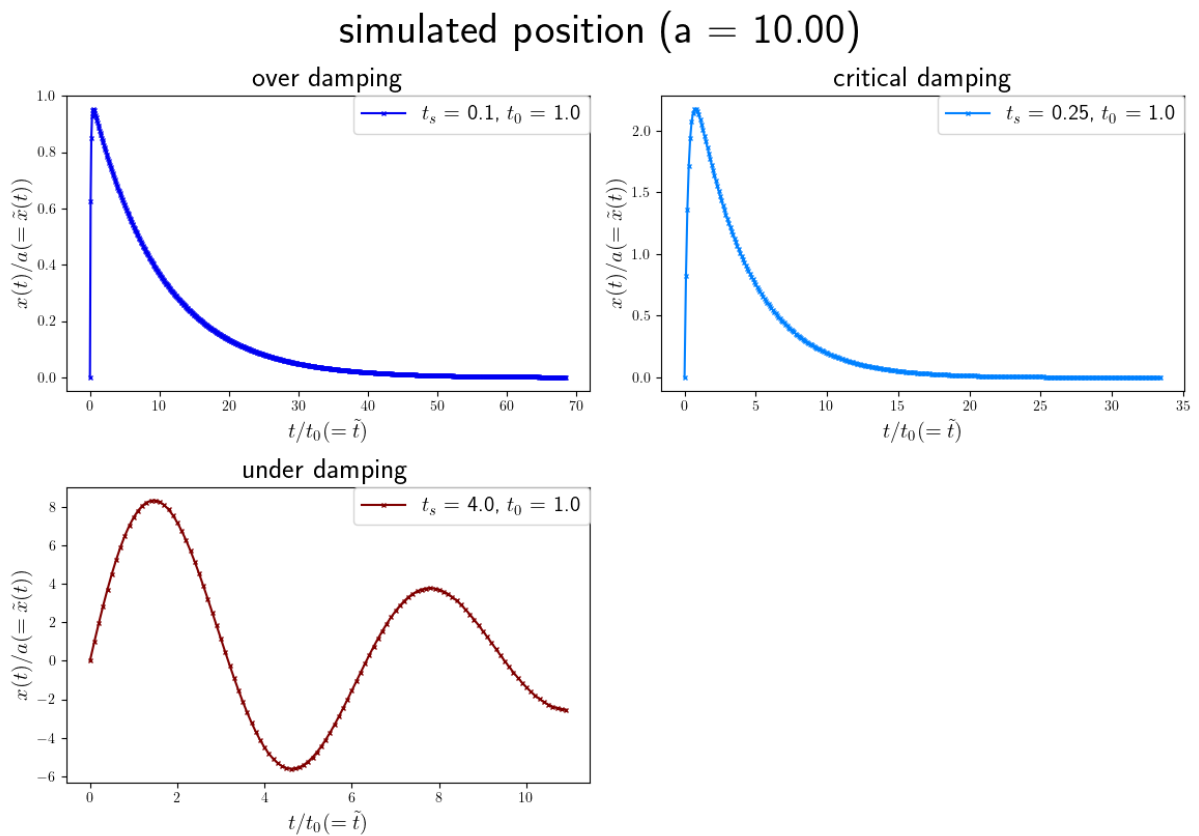 simulated position (a = 10.00)
over damping
t_s = 0.1, t_0 = 1.0
x(t)/a(= x̃(t))
1.0
0.8
0.6
0.4
0.2
0.0
0 10 20 30 40 50 60 70
t/t_0(= t̃)
critical damping
t_s = 0.25, t_0 = 1.0
x(t)/a(= x̃(t))
2.0
1.5
1.0
0.5
0.0
0 5 10 15 20 25 30 35
t/t_0(= t̃)
under damping
t_s = 4.0, t_0 = 1.0
x(t)/a(= x̃(t))
8
6
4
2
0
−2
−4
−6
0 2 4 6 8 10
t/t_0(= t̃)